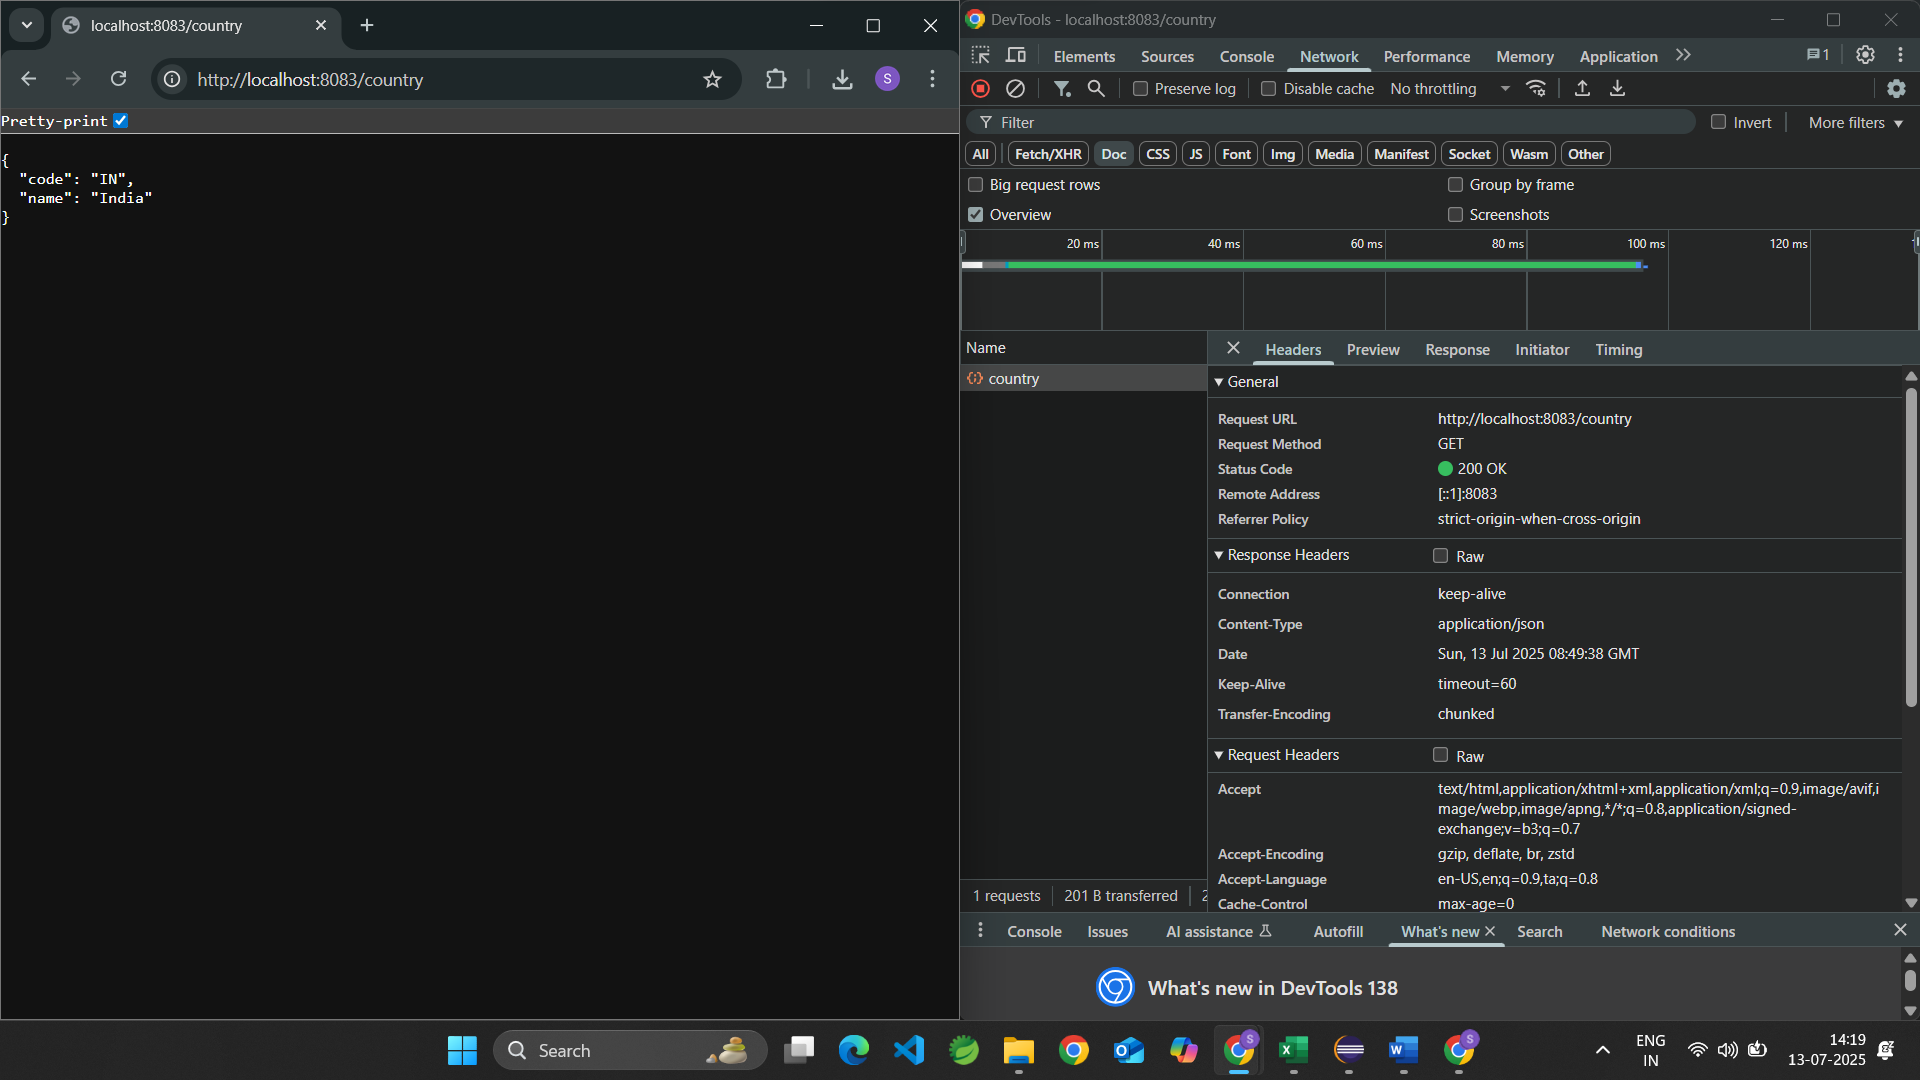 localhost:8083/country
http://localhost:8083/country
S
Pretty-print
{
"code": "IN",
"name": "India"
}
DevTools - localhost:8083/country
Elements Sources Console Network Performance Memory Application 1
Preserve log Disable cache No throttling
Filter Invert More filters
All Fetch/XHR Doc CSS JS Font Img Media Manifest Socket Wasm Other
Big request rows Group by frame
Overview Screenshots
20 ms 40 ms 60 ms 80 ms 100 ms 120 ms
Name
country
Headers Preview Response Initiator Timing
General
Request URL http://localhost:8083/country
Request Method GET
Status Code 200 OK
Remote Address [::1]:8083
Referrer Policy strict-origin-when-cross-origin
Response Headers Raw
Connection keep-alive
Content-Type application/json
Date Sun, 13 Jul 2025 08:49:38 GMT
Keep-Alive timeout=60
Transfer-Encoding chunked
Request Headers Raw
Accept text/html,application/xhtml+xml,application/xml;q=0.9,image/avif,i
mage/webp,image/apng,*/*;q=0.8,application/signed-
exchange;v=b3;q=0.7
Accept-Encoding gzip, deflate, br, zstd
Accept-Language en-US,en;q=0.9,ta;q=0.8
Cache-Control max-age=0
1 requests 201 B transferred
Console Issues AI assistance Autofill What's new Search Network conditions
What's new in DevTools 138
Search
ENG
IN
14:19
13-07-2025